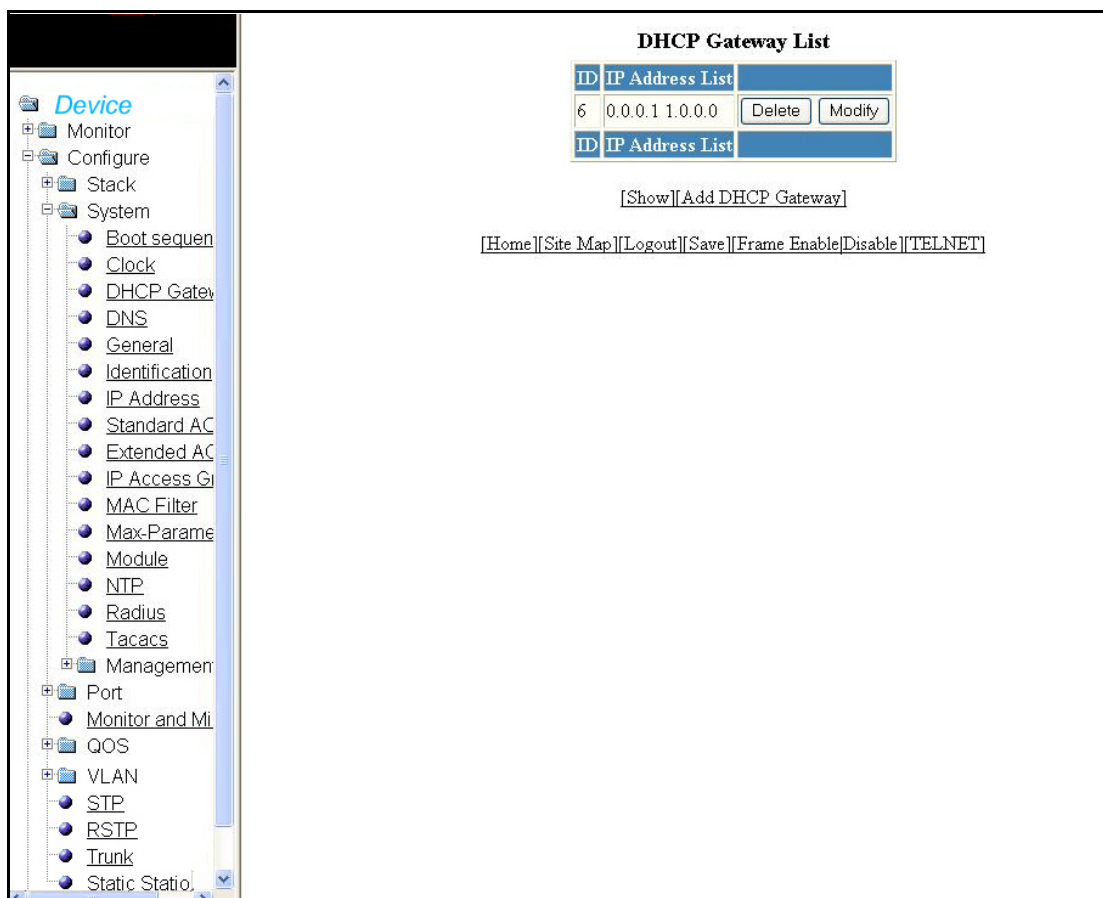 Device
Monitor
Configure
Stack
System
Boot sequen
Clock
DHCP Gatew
DNS
General
Identification
IP Address
Standard AC
Extended AC
IP Access Gr
MAC Filter
Max-Parame
Module
NTP
Radius
Tacacs
Managemen
Port
Monitor and Mi
QOS
VLAN
STP
RSTP
Trunk
Static Statio
DHCP Gateway List
ID IP Address List
6 0.0.0.1 1.0.0.0 Delete Modify
ID IP Address List
[Show][Add DHCP Gateway]
[Home][Site Map][Logout][Save][Frame Enable|Disable][TELNET]